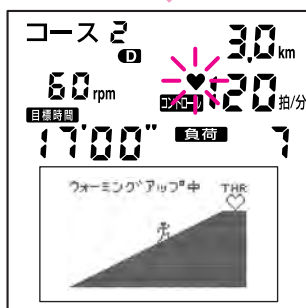 コース 2
D
3.0 km
60 rpm
コントロール 120 拍/分
目標時間
17'00"
負荷 7
ウォーミングアップ中 THR